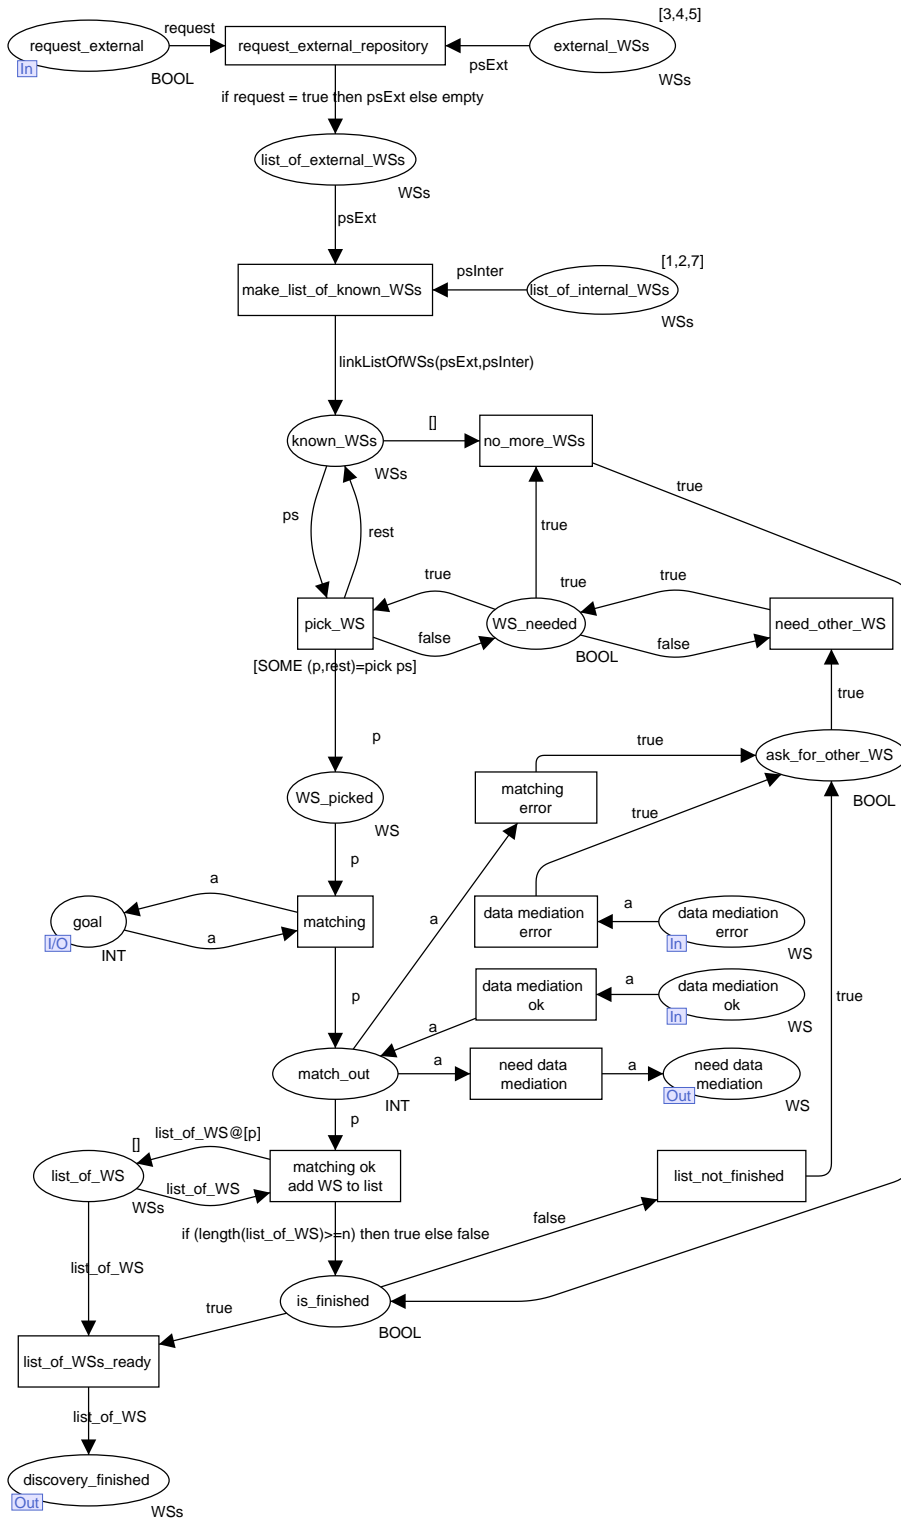 [3,4,5]
request
request_external
request_external_repository
external_WSs
psExt
In
BOOL
WSs
if request = true then psExt else empty
list_of_external_WSs
WSs
psExt
[1,2,7]
psInter
make_list_of_known_WSs
list_of_internal_WSs
WSs
linkListOfWSs(psExt,psInter)
[]
known_WSs
no_more_WSs
WSs
true
ps
rest
true
true
true
true
pick_WS
WS_needed
need_other_WS
false
false
BOOL
[SOME (p,rest)=pick ps]
true
p
true
ask_for_other_WS
WS_picked
matching
error
BOOL
WS
true
p
a
a
goal
matching
a
data mediation
error
data mediation
error
a
I/O
INT
In
WS
a
data mediation
ok
data mediation
ok
p
true
In
a
WS
match_out
a
need data
mediation
a
need data
mediation
INT
Out
WS
p
[]
list_of_WS@[p]
list_of_WS
matching ok
add WS to list
list_not_finished
list_of_WS
WSs
false
if (length(list_of_WS)>=n) then true else false
list_of_WS
is_finished
true
BOOL
list_of_WSs_ready
list_of_WS
discovery_finished
Out
WSs